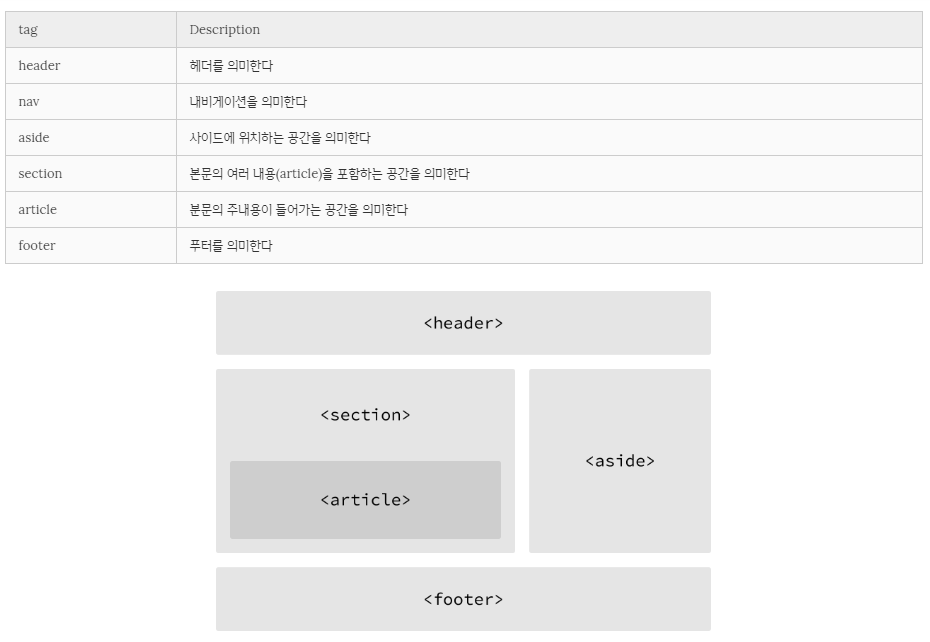 tag Description
header 헤더를 의미한다
nav 내비게이션을 의미한다
aside 사이드에 위치하는 공간을 의미한다
section 본문의 여러 내용(article)을 포함하는 공간을 의미한다
article 분문의 주내용이 들어가는 공간을 의미한다
footer 푸터를 의미한다
<header>
<section>
<aside>
<article>
<footer>